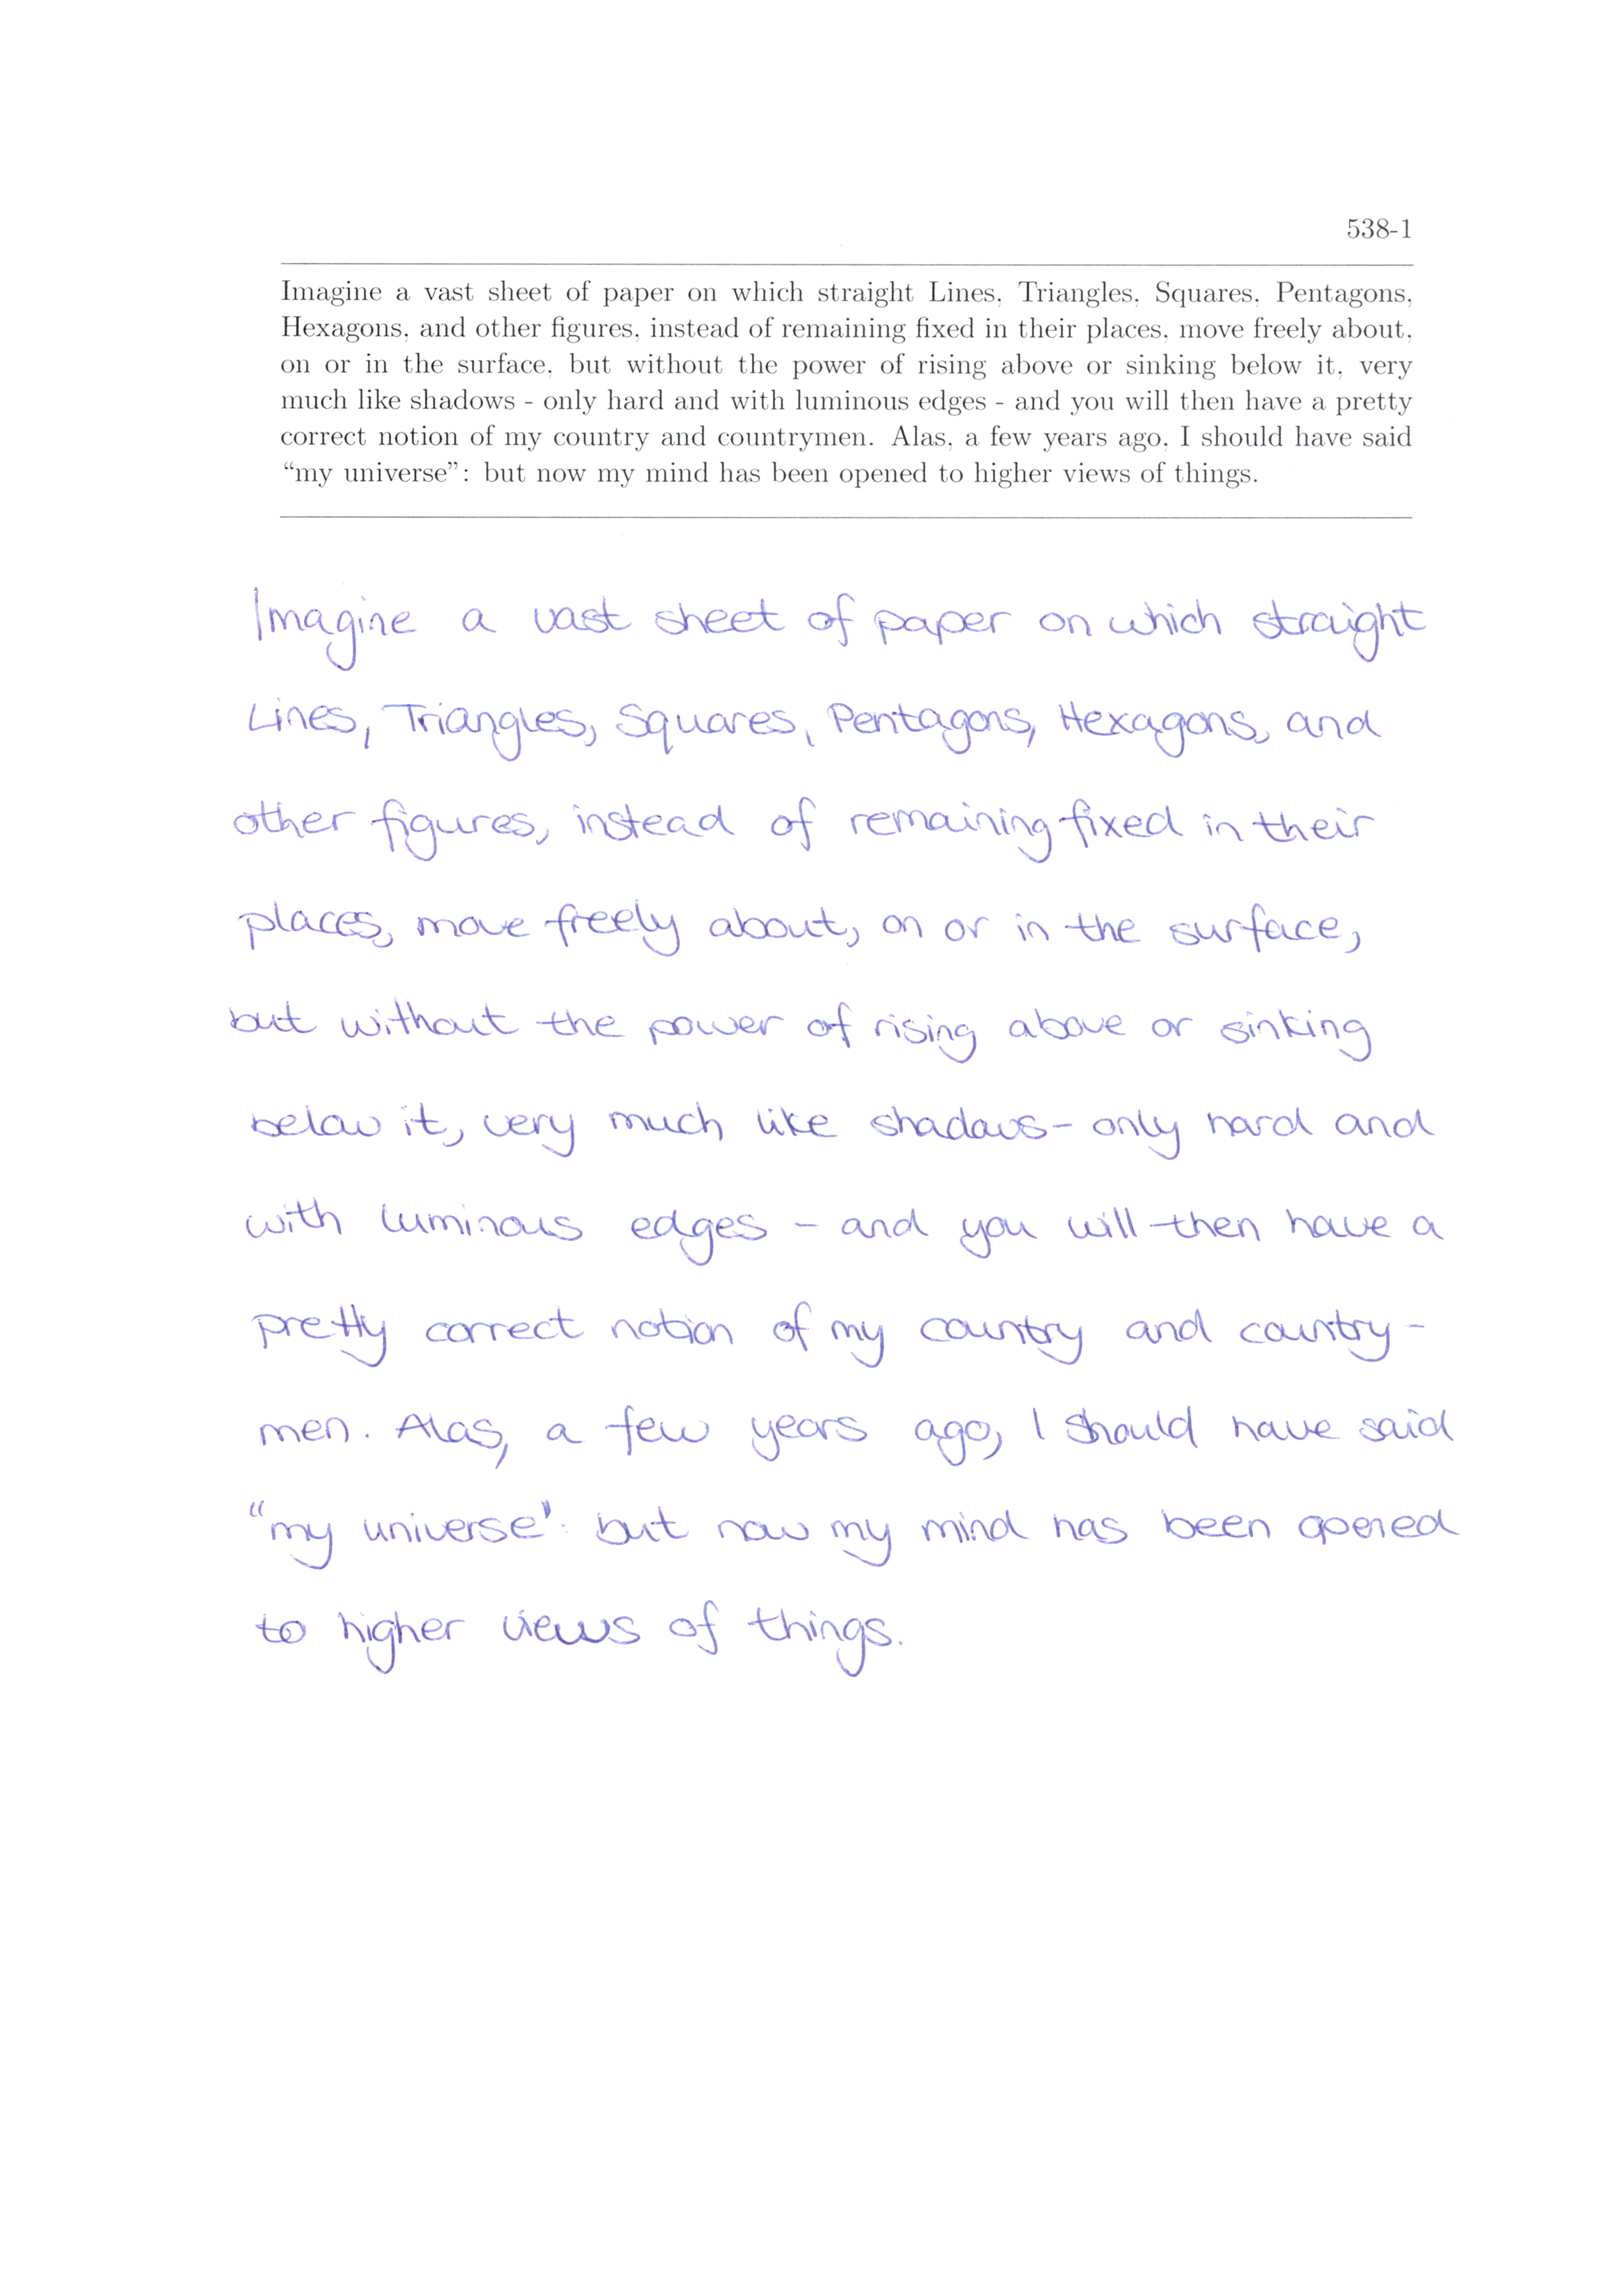 538-1
Imagine a vast sheet of paper on which straight Lines, Triangles, Squares, Pentagons,
Hexagons, and other figures, instead of remaining fixed in their places, move freely about,
on or in the surface, but without the power of rising above or sinking below it, very
much like shadows - only hard and with luminous edges - and you will then have a pretty
correct notion of my country and countrymen. Alas, a few years ago, I should have said
“my universe”: but now my mind has been opened to higher views of things.
Imagine a vast sheet of paper on which straight
Lines, Triangles, Squares, Pentagons, Hexagons, and
other figures, instead of remaining fixed in their
places, move freely about, on or in the surface,
but without the power of rising above or sinking
below it, very much like shadows - only hard and
with luminous edges - and you will then have a
pretty correct notion of my country and country-
men. Alas, a few years ago, I should have said
“my universe”: but now my mind has been opened
to higher views of things.